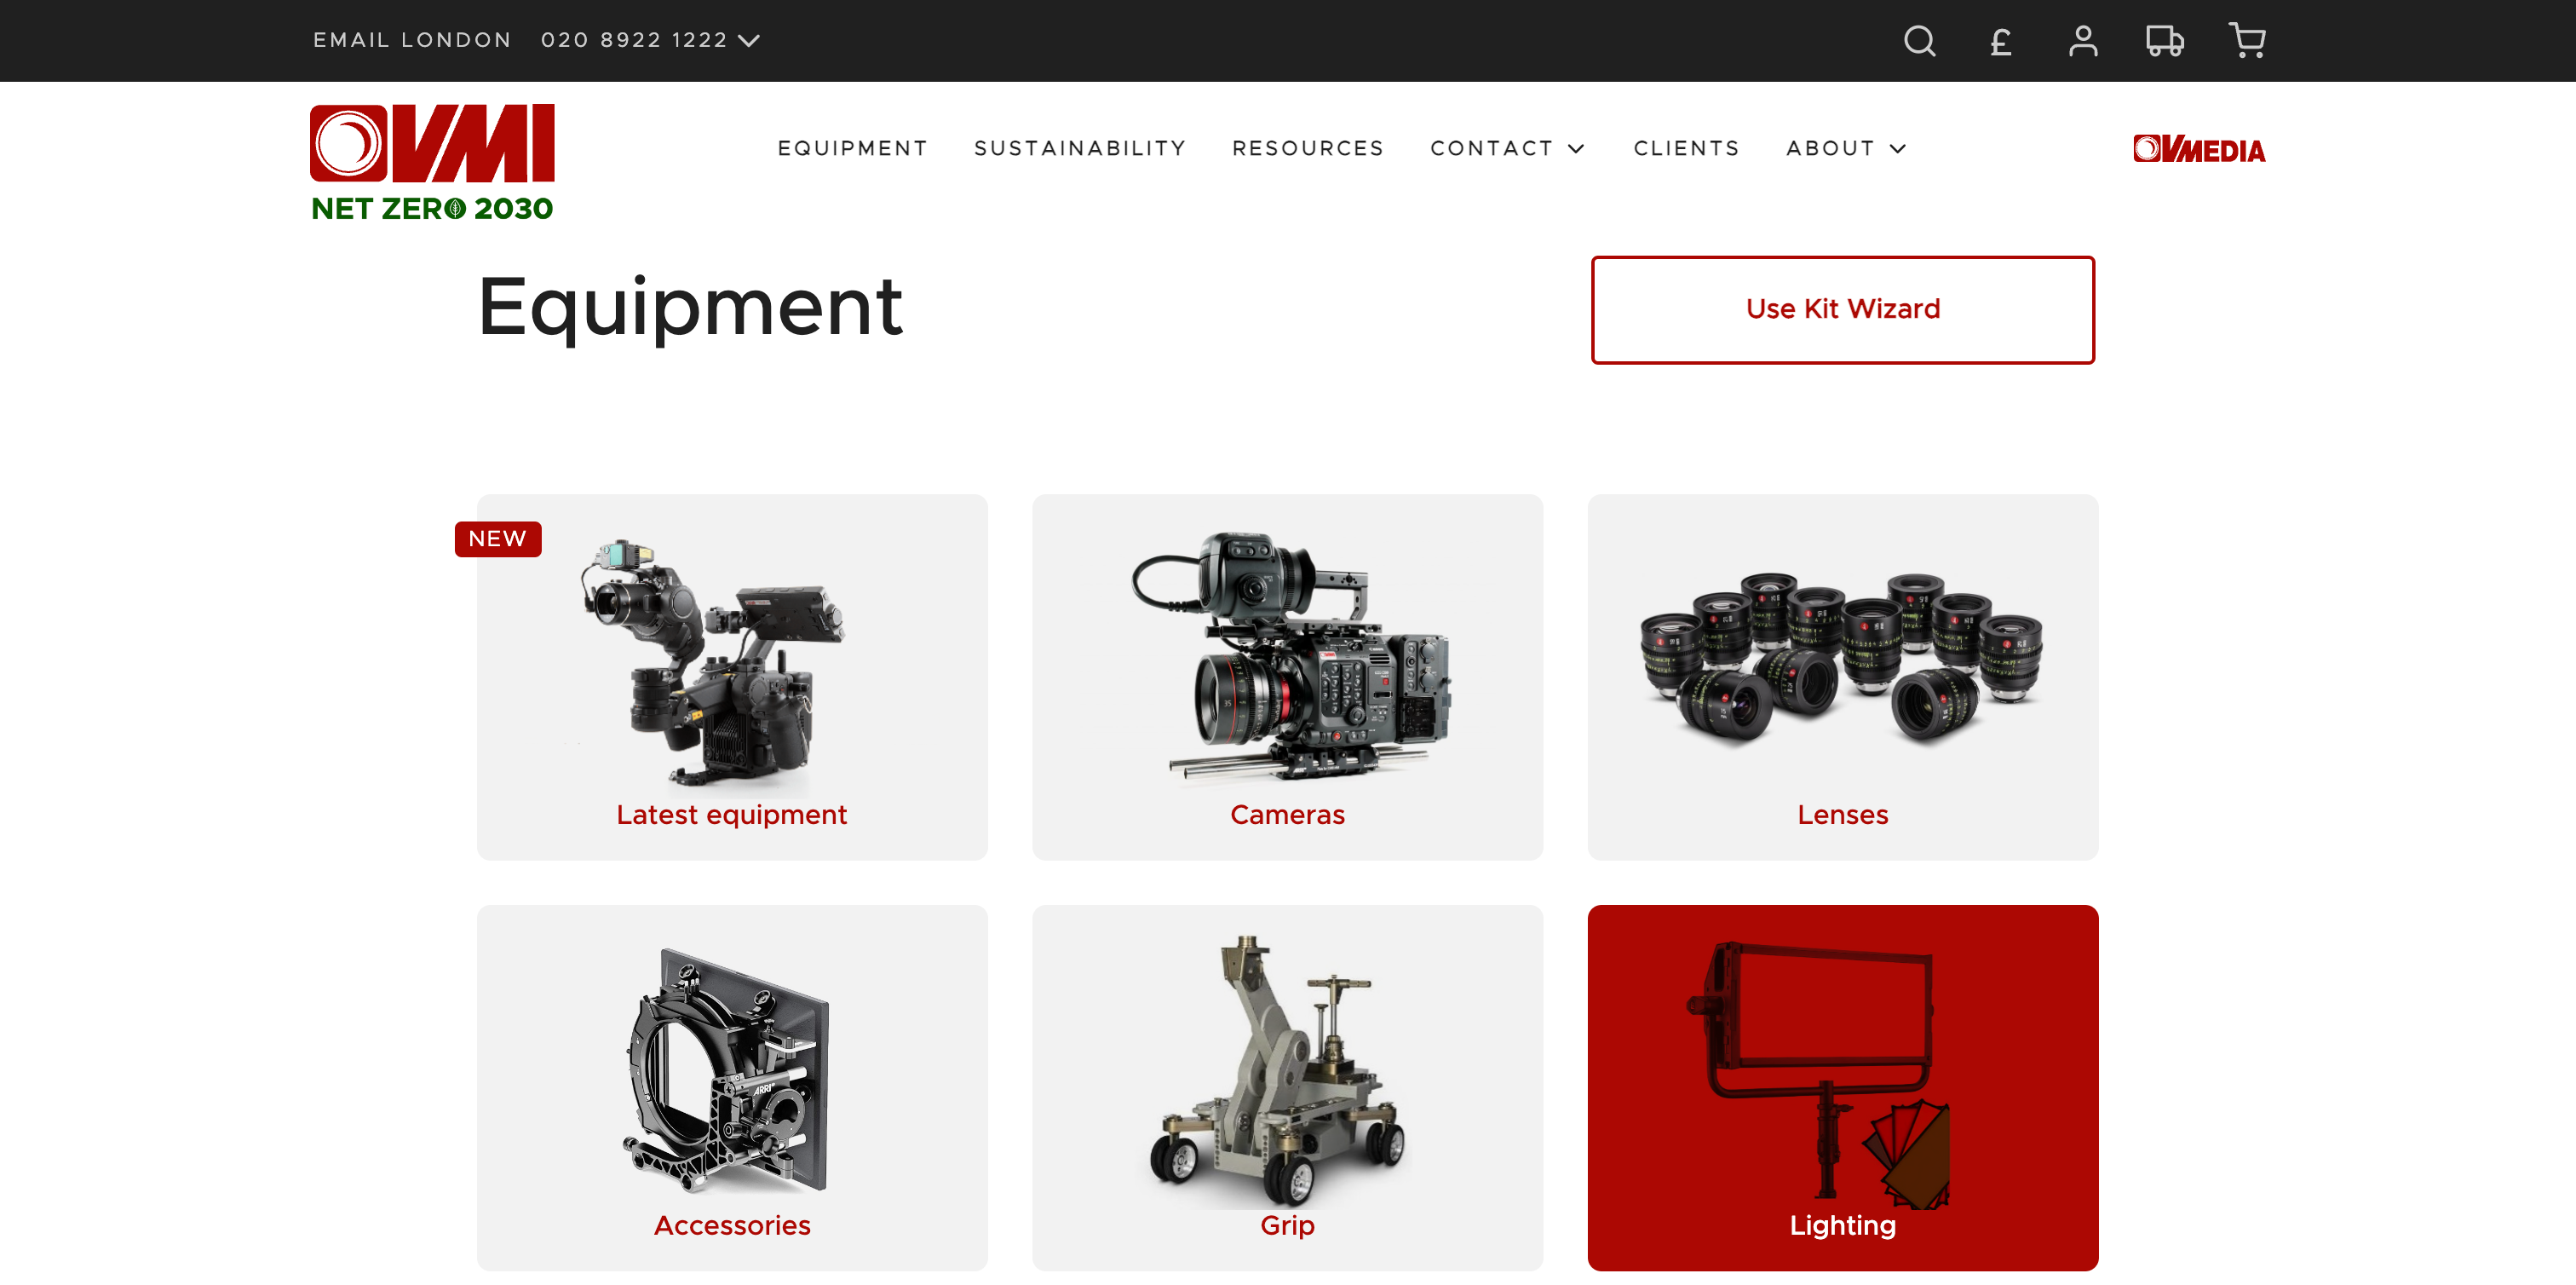 EMAIL LONDON 020 8922 1222
£
VMI
NET ZERO 2030
EQUIPMENT SUSTAINABILITY RESOURCES CONTACT CLIENTS ABOUT
VMEDIA
Equipment
Use Kit Wizard
NEW
Latest equipment
Cameras
Lenses
ARRI
Accessories
Grip
Lighting